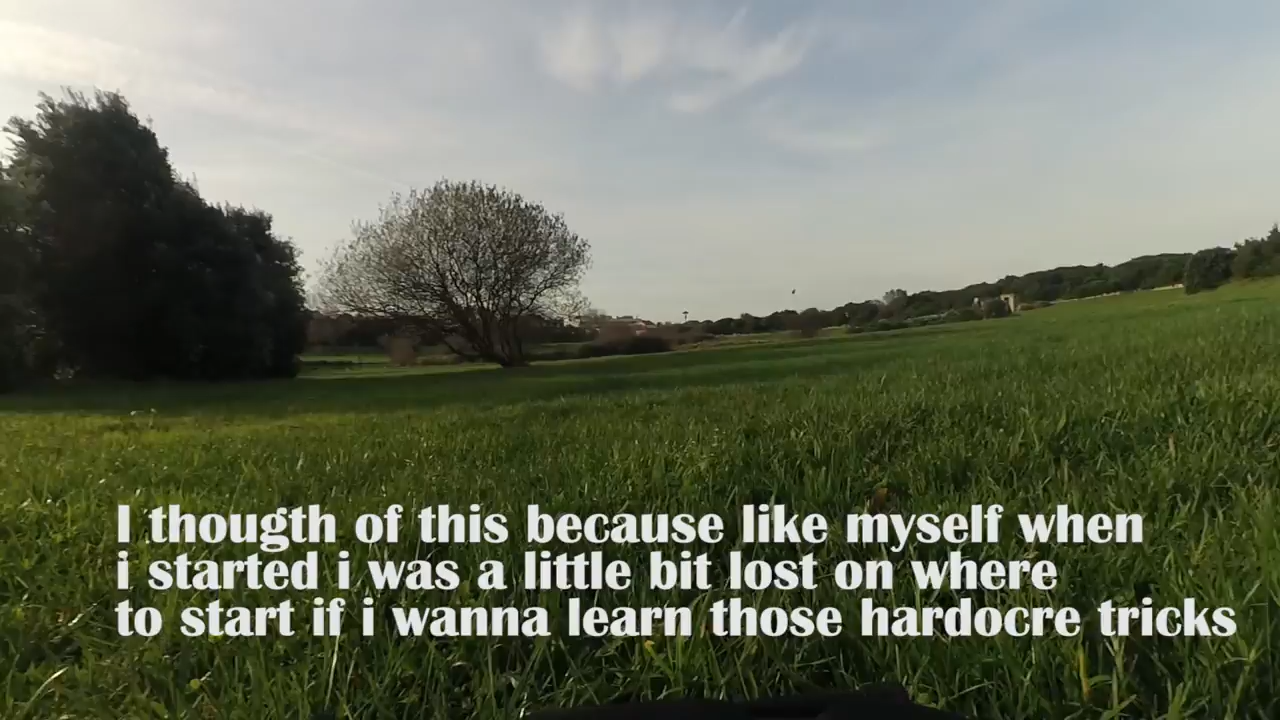 I thougth of this because like myself when
i started i was a little bit lost on where
to start if i wanna learn those hardocre tricks